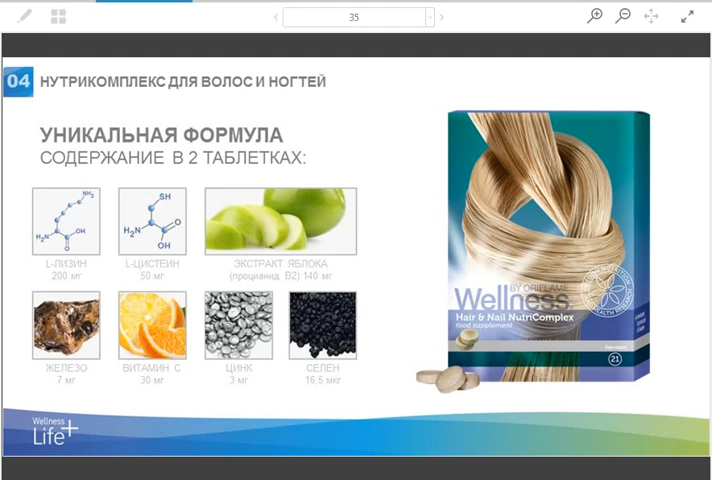 35
04 НУТРИКОМПЛЕКС ДЛЯ ВОЛОС И НОГТЕЙ
УНИКАЛЬНАЯ ФОРМУЛА
СОДЕРЖАНИЕ В 2 ТАБЛЕТКАХ:
NH₂
H₂N
O
OH
L-ЛИЗИН
200 мг
SH
H₂N
O
OH
L-ЦИСТЕИН
50 мг
ЭКСТРАКТ ЯБЛОКА
(процианид B2) 140 мг
ЖЕЛЕЗО
7 мг
ВИТАМИН С
30 мг
ЦИНК
3 мг
СЕЛЕН
16,5 мкг
BY ORIFLAME
Wellness
Hair & Nail NutriComplex
food supplement
21
Wellness
Life+